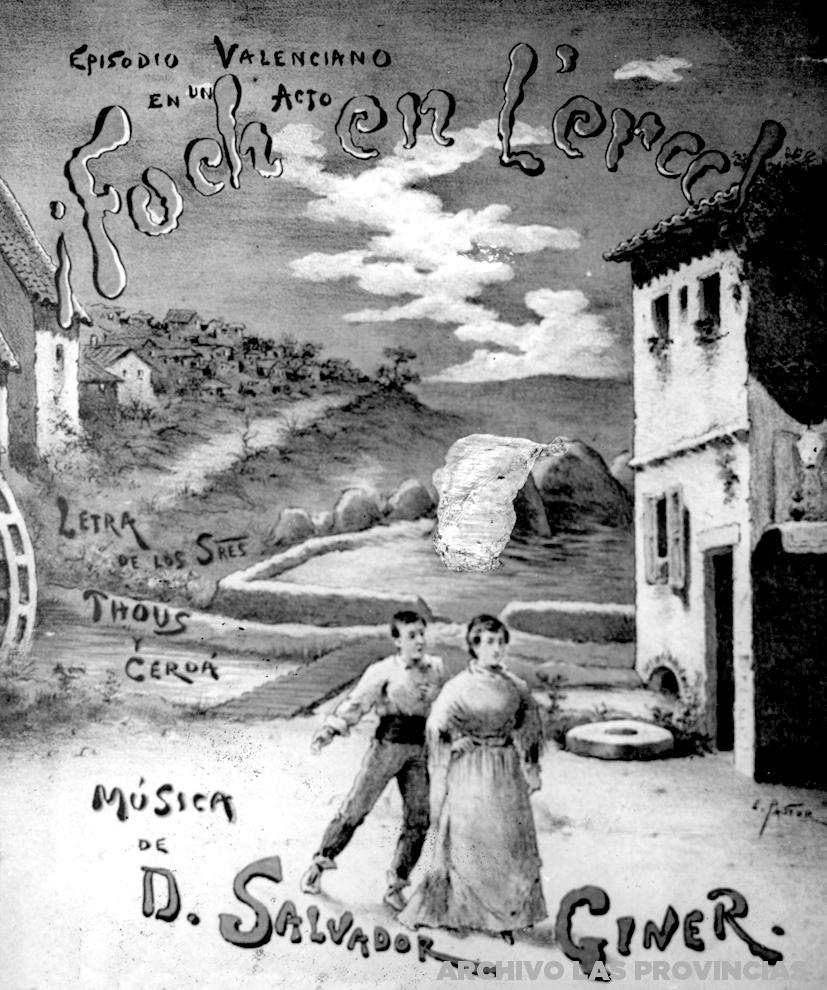 EPISODIO VALENCIANO
EN UN ACTO
¡Foch en L'era!
LETRA
DE LOS SRES
THOUS
Y
CERDÁ
MÚSICA
DE
D. SALVADOR GINER.
E. PASTOR
ARCHIVO LAS PROVINCIAS